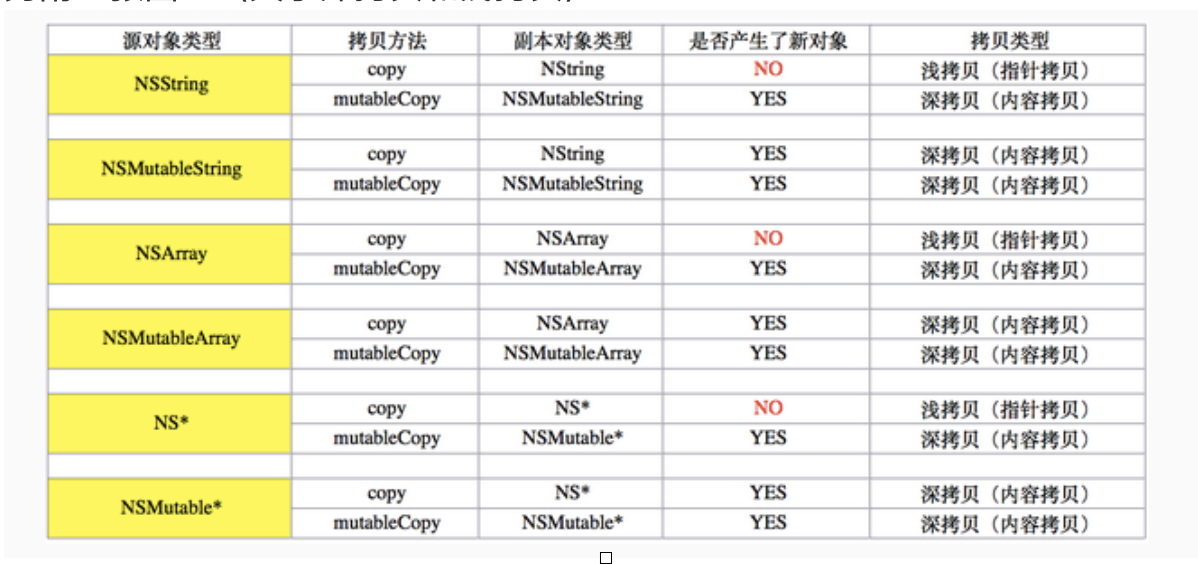 源对象类型 拷贝方法 副本对象类型 是否产生了新对象 拷贝类型
NSString copy NString NO 浅拷贝（指针拷贝）
mutableCopy NSMutableString YES 深拷贝（内容拷贝）
NSMutableString copy NString YES 深拷贝（内容拷贝）
mutableCopy NSMutableString YES 深拷贝（内容拷贝）
NSArray copy NSArray NO 浅拷贝（指针拷贝）
mutableCopy NSMutableArray YES 深拷贝（内容拷贝）
NSMutableArray copy NSArray YES 深拷贝（内容拷贝）
mutableCopy NSMutableArray YES 深拷贝（内容拷贝）
NS* copy NS* NO 浅拷贝（指针拷贝）
mutableCopy NSMutable* YES 深拷贝（内容拷贝）
NSMutable* copy NS* YES 深拷贝（内容拷贝）
mutableCopy NSMutable* YES 深拷贝（内容拷贝）